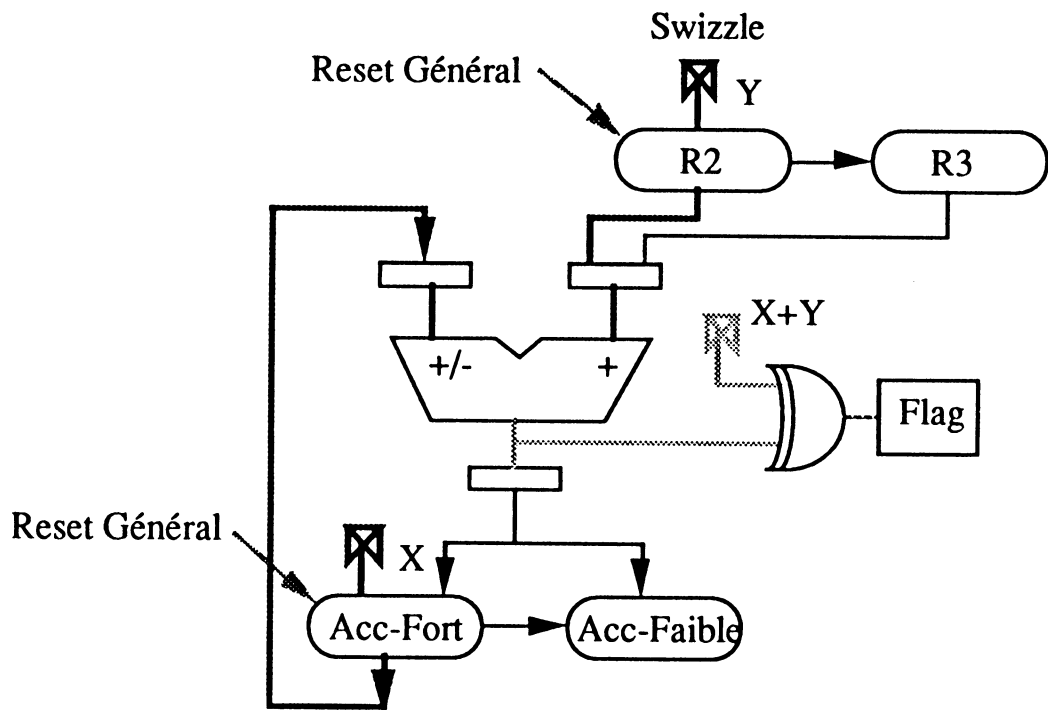 Swizzle
Reset Général
Y
R2
R3
X+Y
+/-
+
Flag
Reset Général
X
Acc-Fort
Acc-Faible